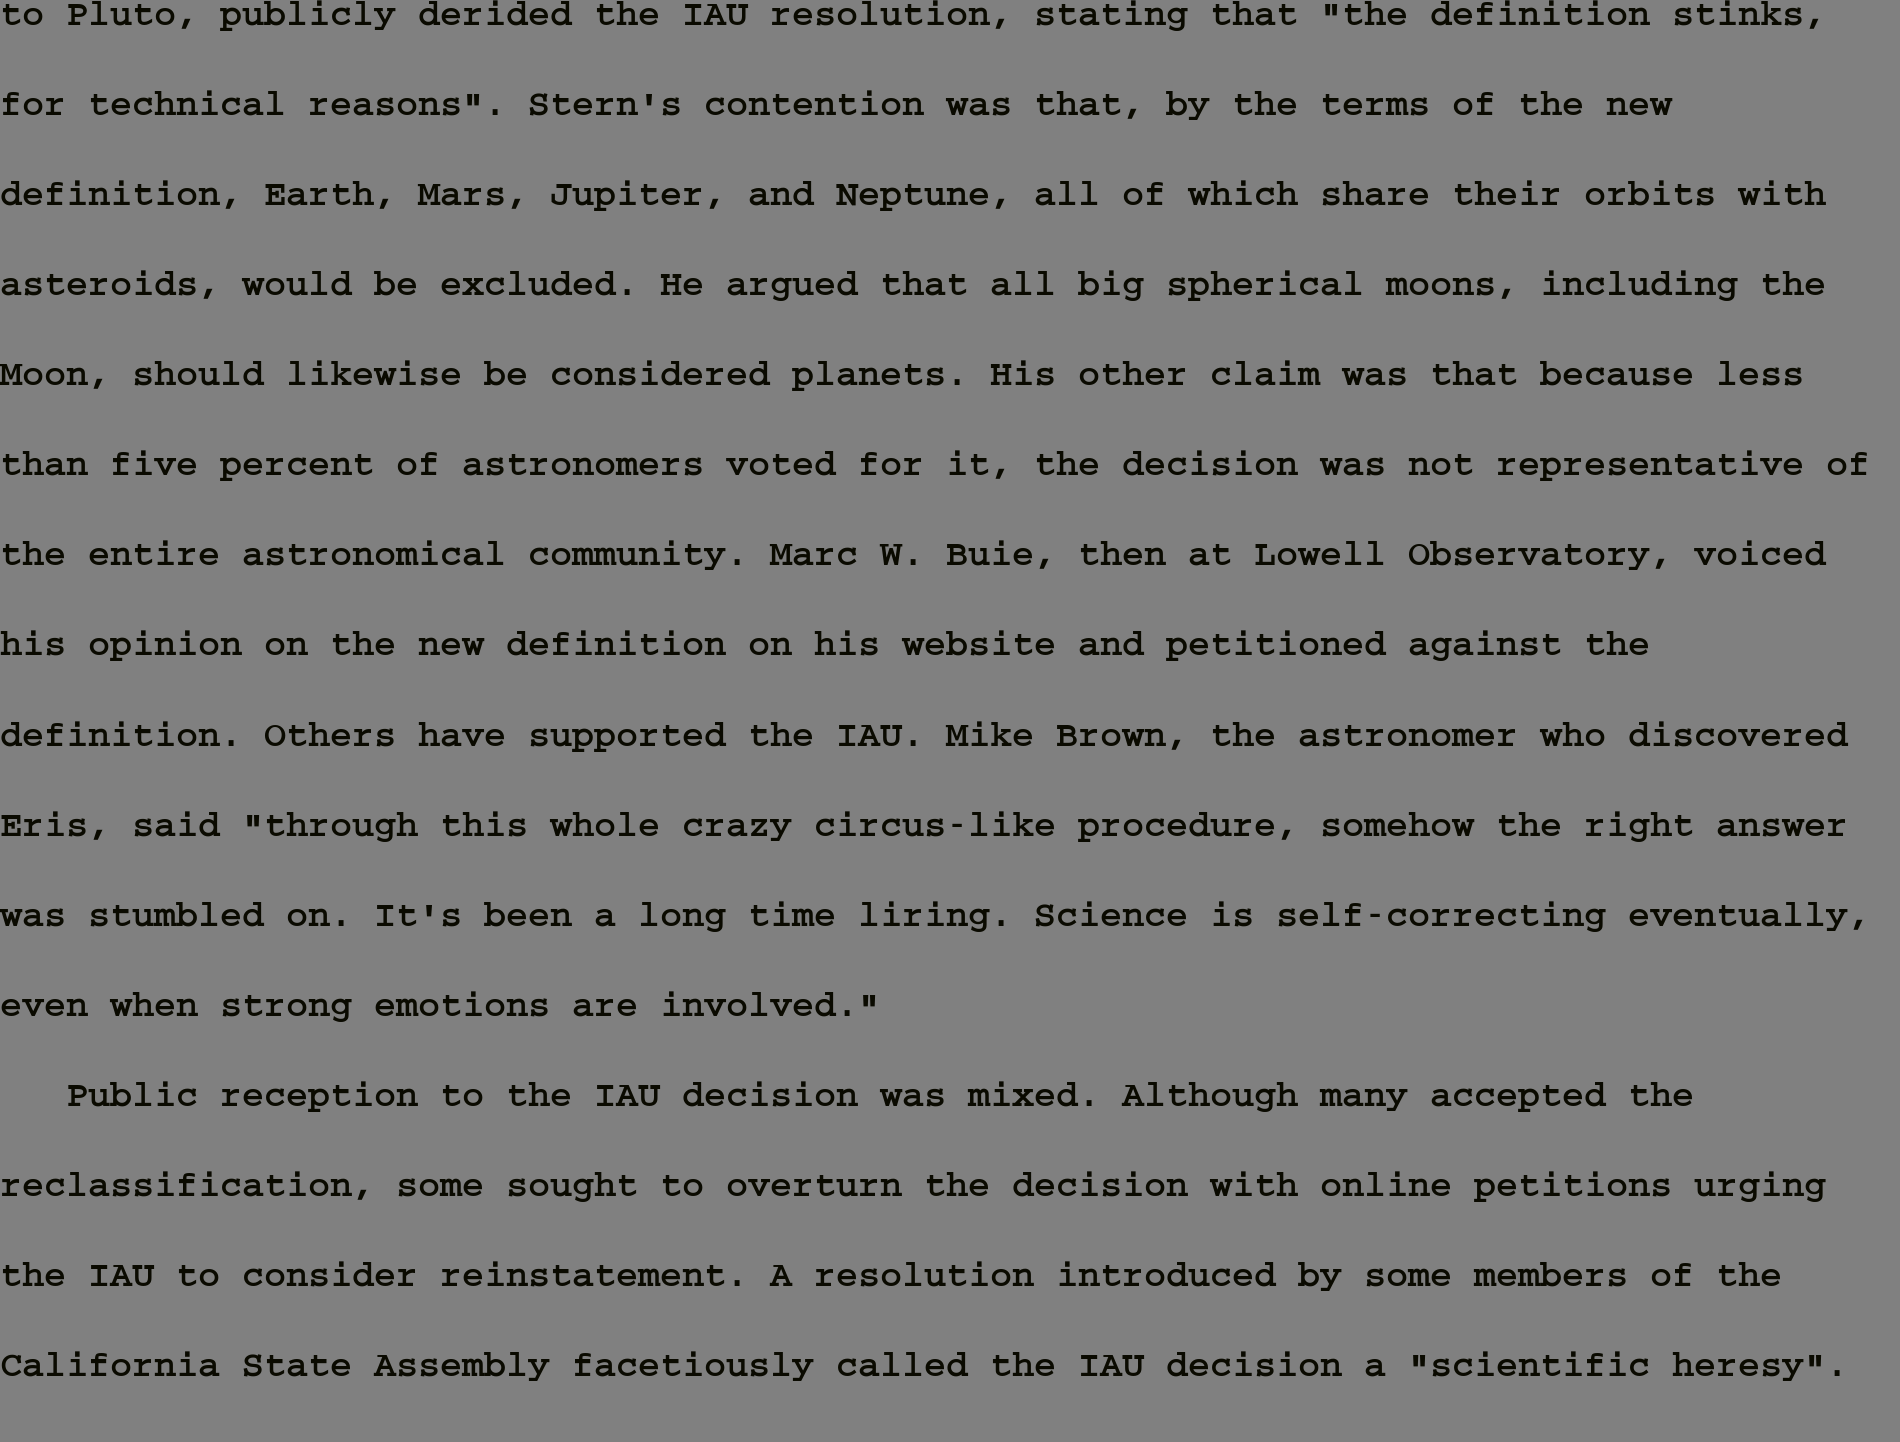 to Pluto, publicly derided the IAU resolution, stating that "the definition stinks,
for technical reasons". Stern's contention was that, by the terms of the new
definition, Earth, Mars, Jupiter, and Neptune, all of which share their orbits with
asteroids, would be excluded. He argued that all big spherical moons, including the
Moon, should likewise be considered planets. His other claim was that because less
than five percent of astronomers voted for it, the decision was not representative of
the entire astronomical community. Marc W. Buie, then at Lowell Observatory, voiced
his opinion on the new definition on his website and petitioned against the
definition. Others have supported the IAU. Mike Brown, the astronomer who discovered
Eris, said "through this whole crazy circus-like procedure, somehow the right answer
was stumbled on. It's been a long time liring. Science is self-correcting eventually,
even when strong emotions are involved."
Public reception to the IAU decision was mixed. Although many accepted the
reclassification, some sought to overturn the decision with online petitions urging
the IAU to consider reinstatement. A resolution introduced by some members of the
California State Assembly facetiously called the IAU decision a "scientific heresy".